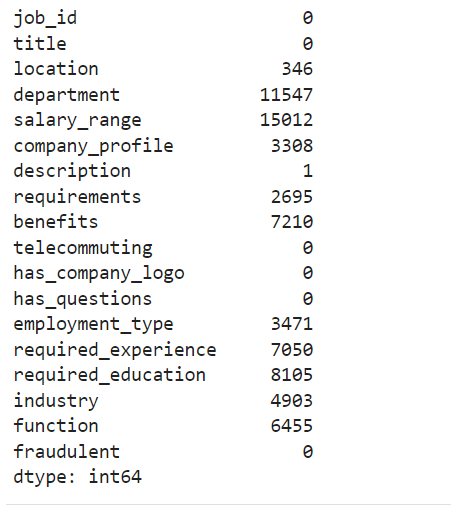 job_id 0
title 0
location 346
department 11547
salary_range 15012
company_profile 3308
description 1
requirements 2695
benefits 7210
telecommuting 0
has_company_logo 0
has_questions 0
employment_type 3471
required_experience 7050
required_education 8105
industry 4903
function 6455
fraudulent 0
dtype: int64